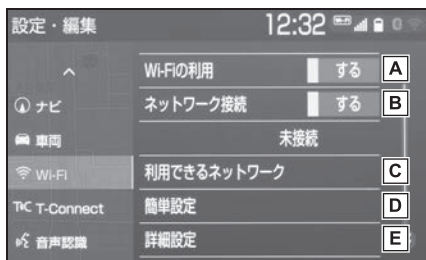 設定・編集 12:32
Wi-Fiの利用 する A
ナビ
ネットワーク接続 する B
車両
未接続
Wi-Fi
利用できるネットワーク C
T-Connect
簡単設定 D
音声認識
詳細設定 E